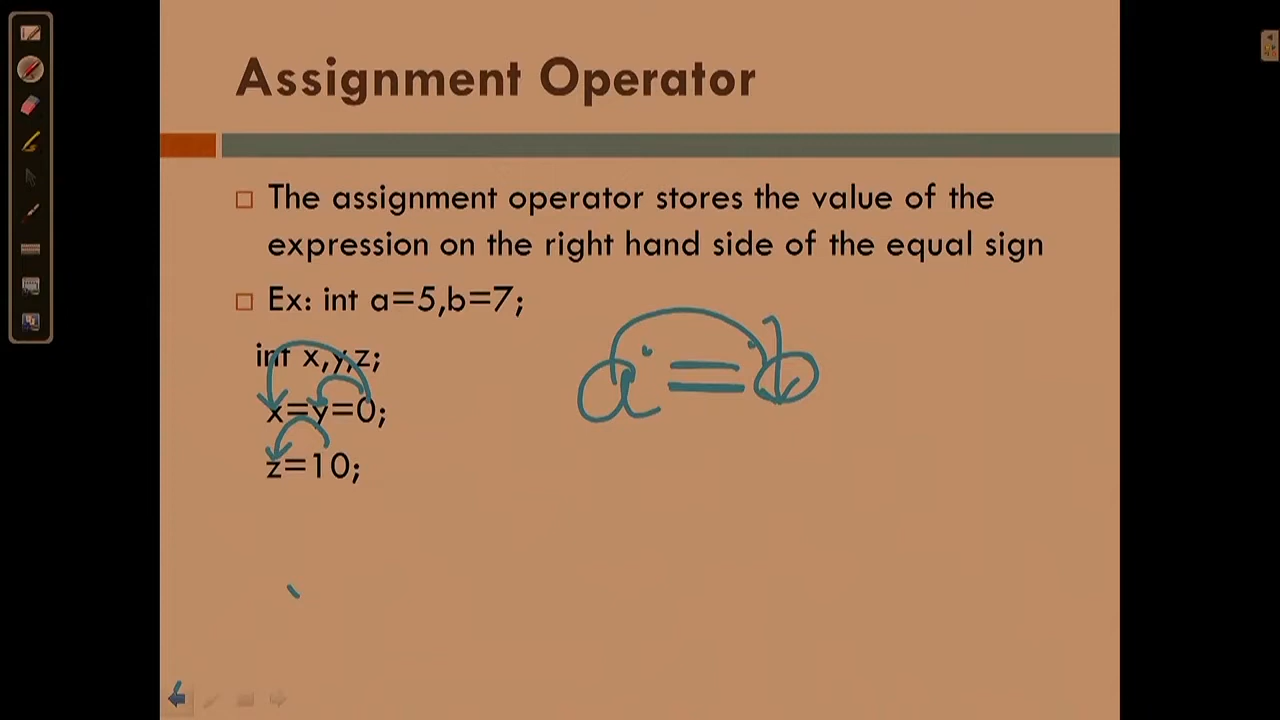 Assignment Operator
The assignment operator stores the value of the
expression on the right hand side of the equal sign
Ex: int a=5,b=7;
int x,y,z;
x=y=0;
a = b
z=10;